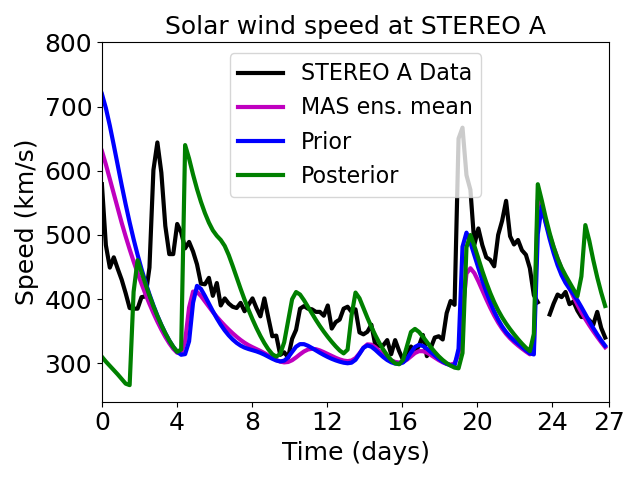 Solar wind speed at STEREO A
800
700
600
500
400
300
Speed (km/s)
STEREO A Data
MAS ens. mean
Prior
Posterior
0 4 8 12 16 20 24 27
Time (days)